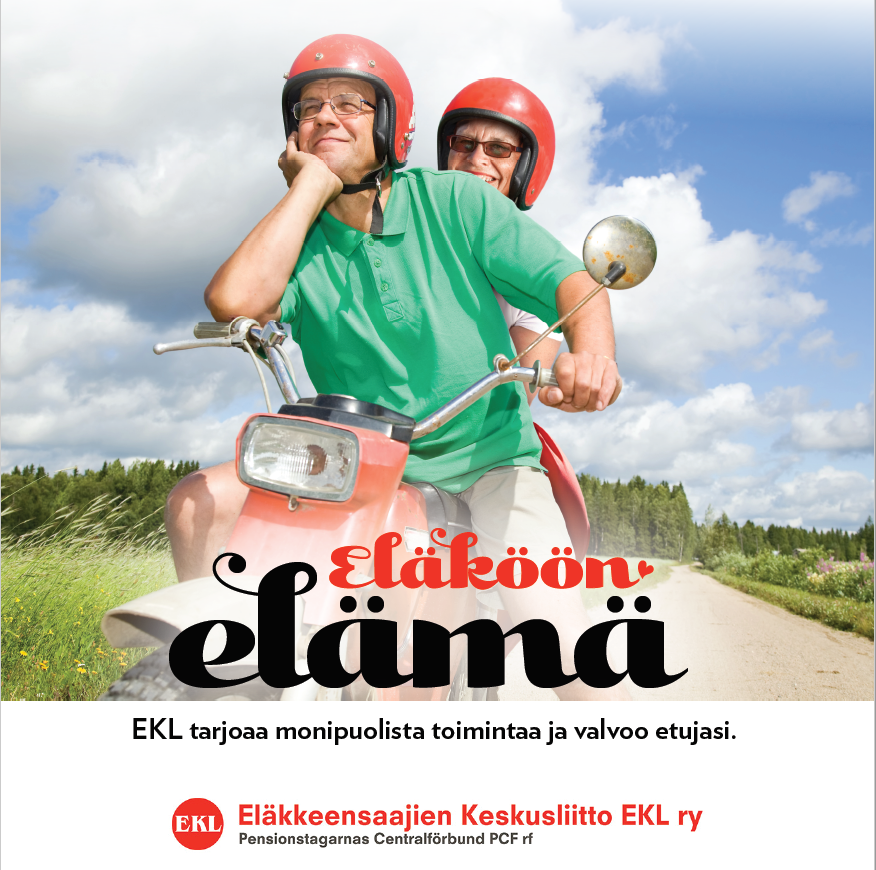 Eläköön
elämä
EKL tarjoaa monipuolista toimintaa ja valvoo etujasi.
EKL
Eläkkeensaajien Keskusliitto EKL ry
Pensionstagarnas Centralförbund PCF rf